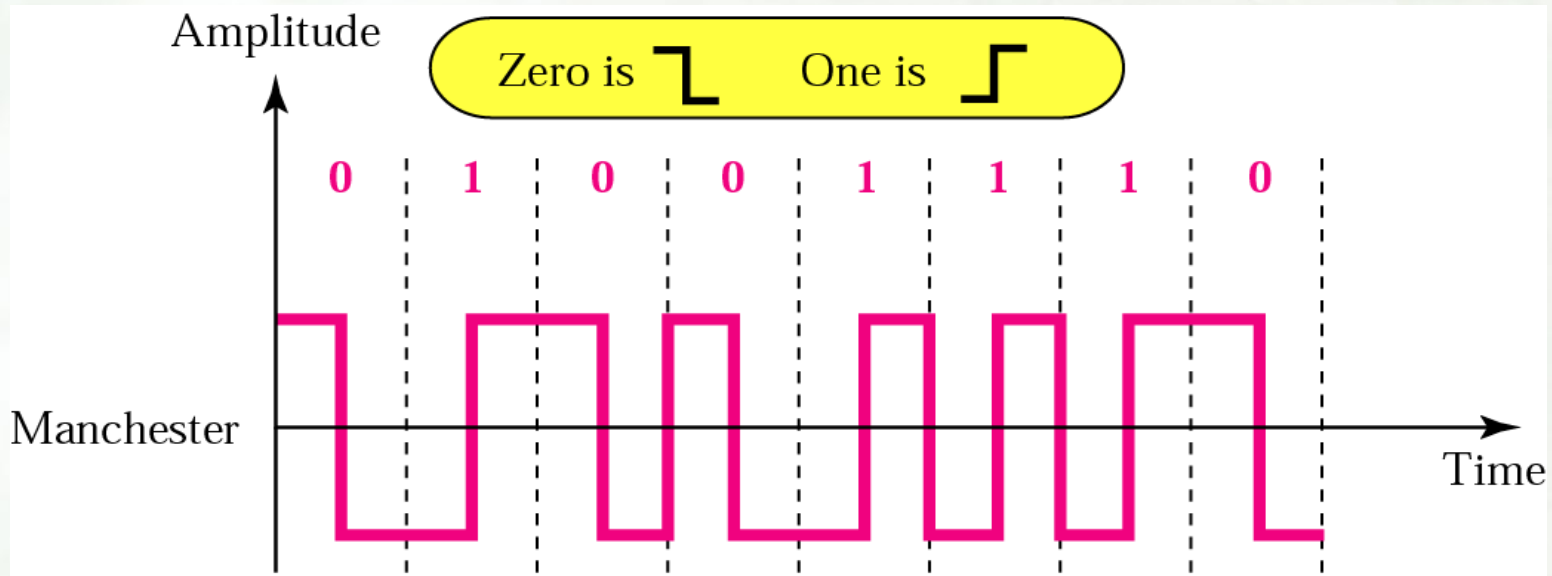 Amplitude
Zero is One is
0 1 0 0 1 1 1 0
Manchester
Time